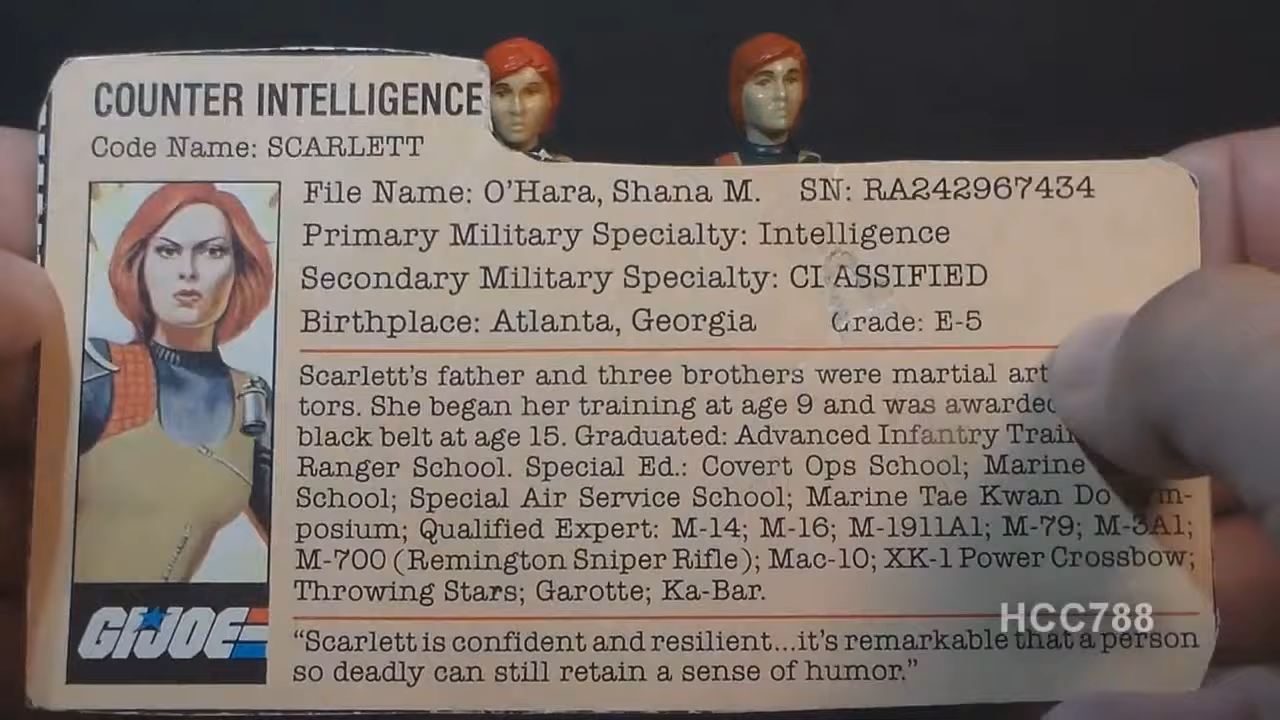 COUNTER INTELLIGENCE
Code Name: SCARLETT
File Name: O'Hara, Shana M. SN: RA242967434
Primary Military Specialty: Intelligence
Secondary Military Specialty: CLASSIFIED
Birthplace: Atlanta, Georgia Grade: E-5
Scarlett's father and three brothers were martial art
tors. She began her training at age 9 and was awarded
black belt at age 15. Graduated: Advanced Infantry Train
Ranger School. Special Ed.: Covert Ops School; Marine
School; Special Air Service School; Marine Tae Kwan Do
posium; Qualified Expert: M-14; M-16; M-1911A1; M-79; M-3A1;
M-700 (Remington Sniper Rifle); Mac-10; XK-1 Power Crossbow;
Throwing Stars; Garotte; Ka-Bar.
"Scarlett is confident and resilient...it's remarkable that a person
so deadly can still retain a sense of humor."
GI JOE
HCC788